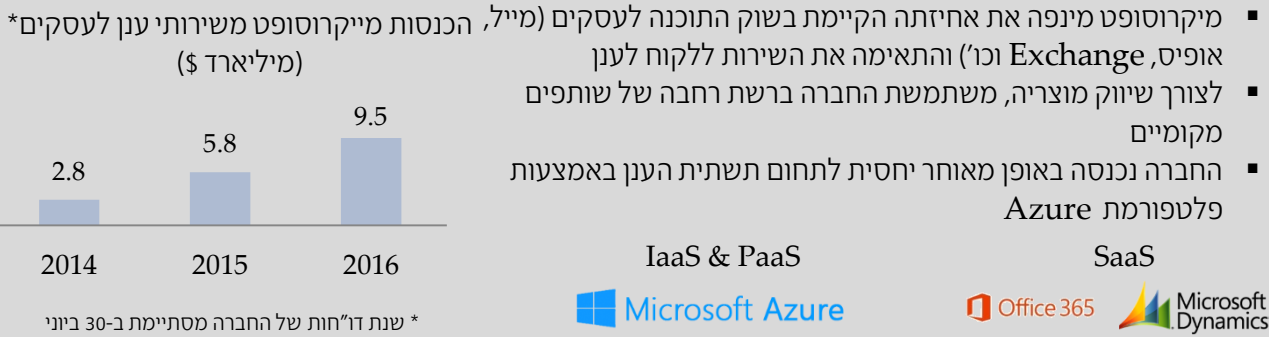 ▪ מיקרוסופט מינפה את אחיזתה הקיימת בשוק התוכנה לעסקים (מייל,
אופיס, Exchange וכו') והתאימה את השירות ללקוח לענן
▪ לצורך שיווק מוצריה, משתמשת החברה ברשת רחבה של שותפים
מקומיים
▪ החברה נכנסה באופן מאוחר יחסית לתחום תשתית הענן באמצעות
פלטפורמת Azure
SaaS
Microsoft
Dynamics
Office 365
IaaS & PaaS
Microsoft Azure
הכנסות מייקרוסופט משירותי ענן לעסקים*
(מיליארד $)
2.8
5.8
9.5
2014 2015 2016
* שנת דו"חות של החברה מסתיימת ב-30 ביוני